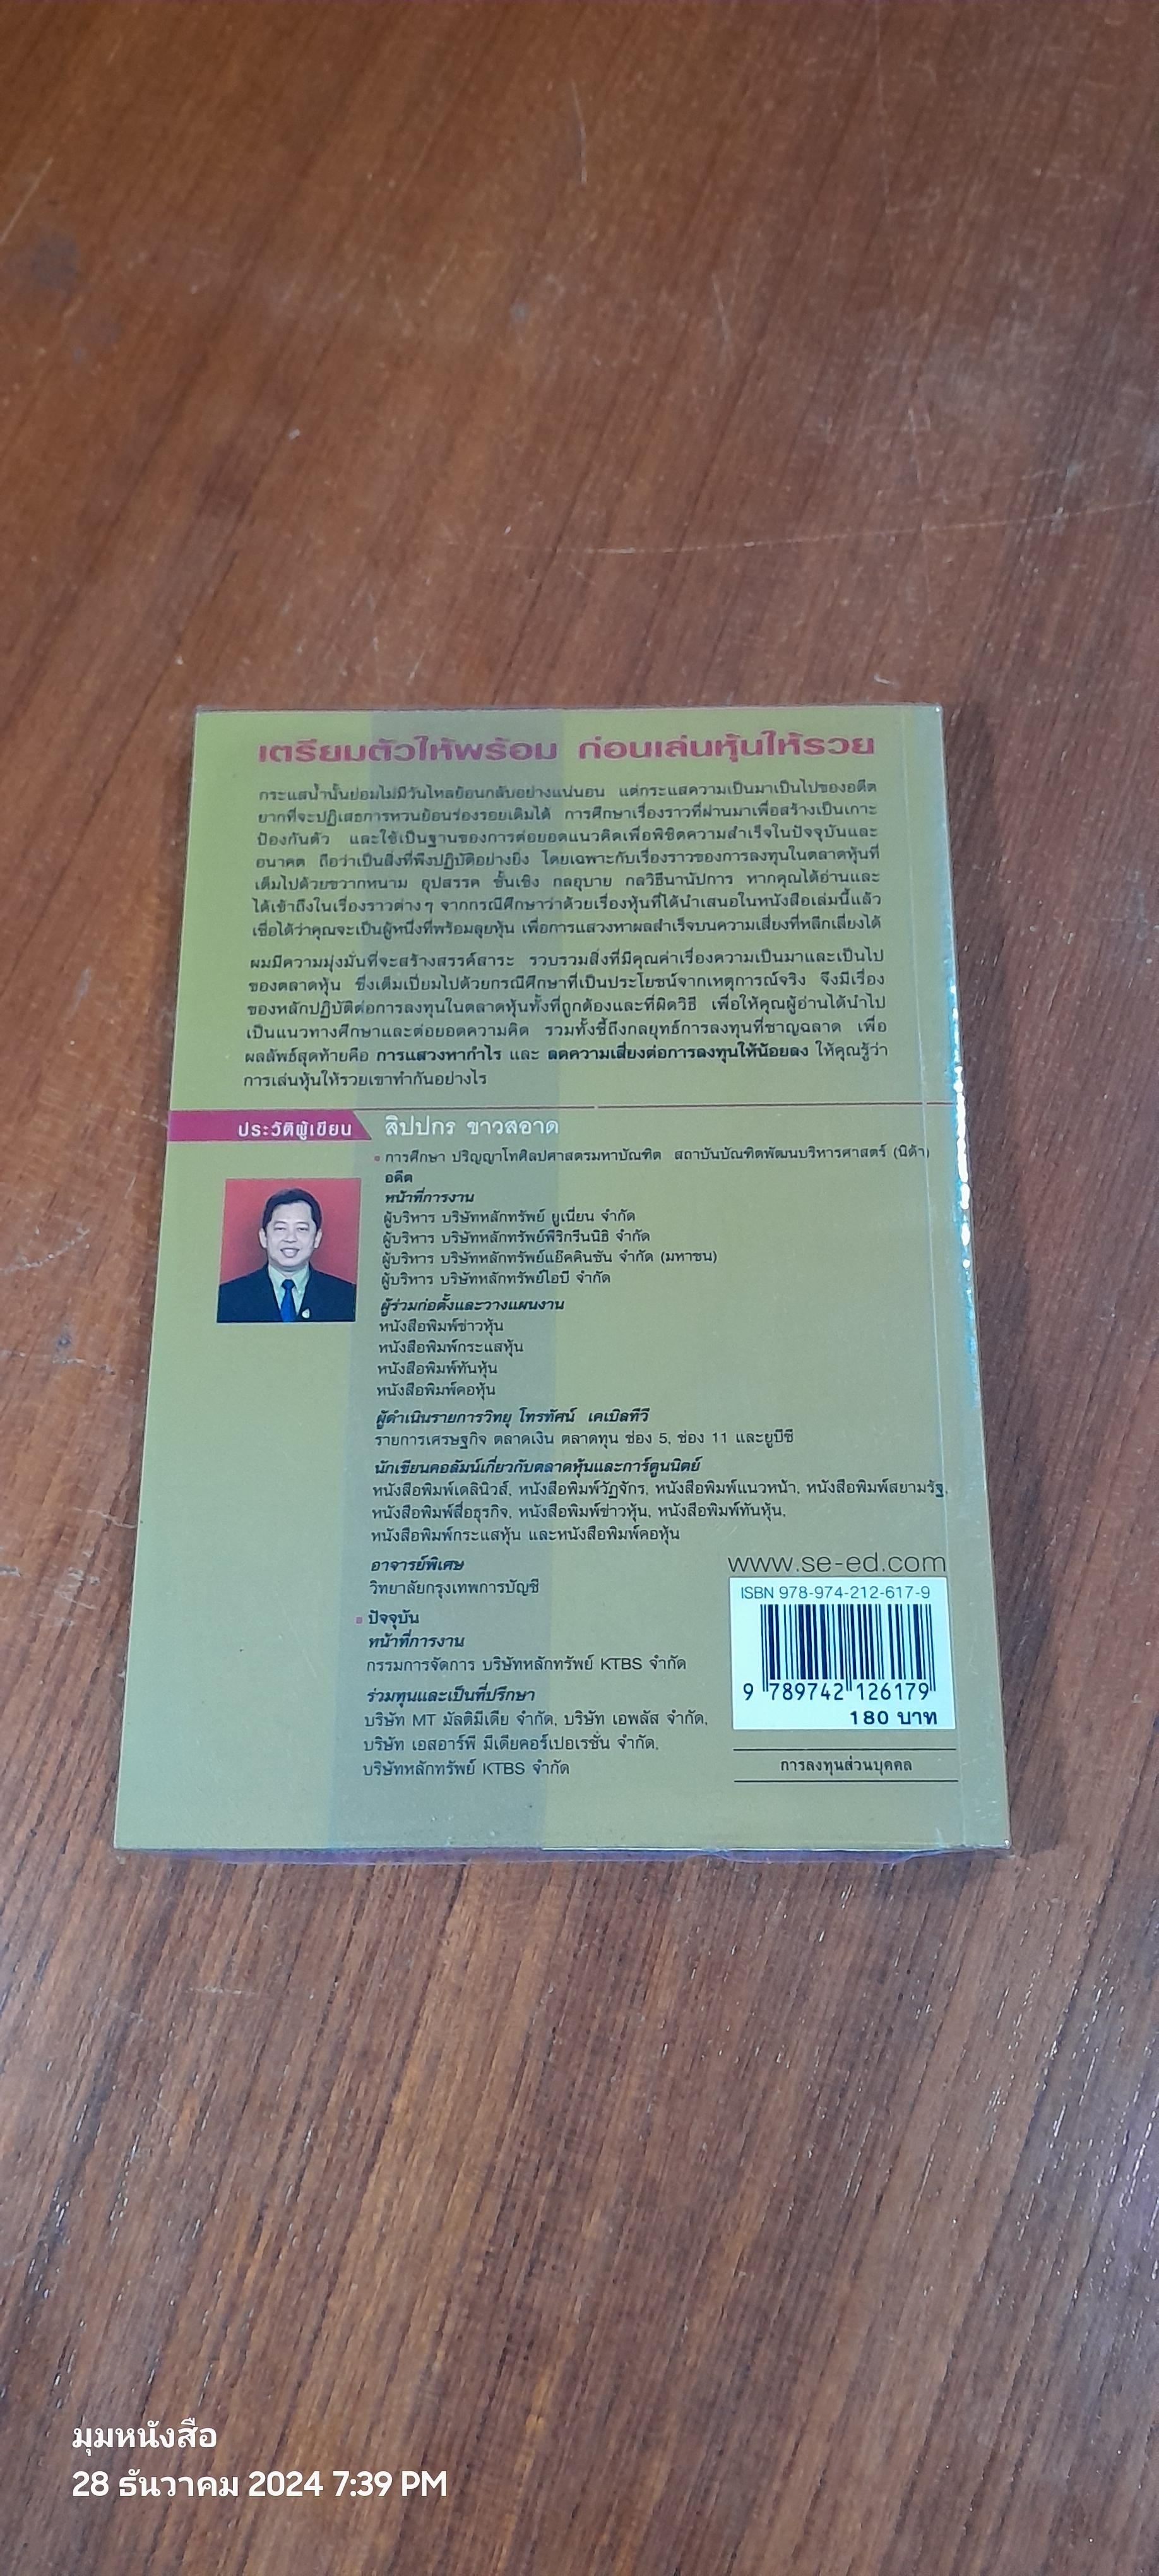 เตรียมตัวให้พร้อม ก่อนเล่นหุ้นให้รวย
กระแสน้ำนั้นย่อมไม่มีวันไหลย้อนกลับอย่างแน่นอน แต่กระแสความเป็นมาเป็นไปของอดีต
ยากที่จะปฏิเสธการหวนย้อนร่องรอยเดิมได้ การศึกษาเรื่องราวที่ผ่านมาเพื่อสร้างเป็นเกาะ
ป้องกันตัว และใช้เป็นฐานของการต่อยอดแนวคิดเพื่อพิชิตความสำเร็จในปัจจุบันและ
อนาคต ถือว่าเป็นสิ่งที่พึงปฏิบัติอย่างยิ่ง โดยเฉพาะกับเรื่องราวของการลงทุนในตลาดหุ้นที่
เต็มไปด้วยขวากหนาม อุปสรรค ชั้นเชิง กลอุบาย กลวิธีนานัปการ หากคุณได้อ่านและ
ได้เข้าถึงในเรื่องราวต่างๆ จากกรณีศึกษาว่าด้วยเรื่องหุ้นที่ได้นำเสนอในหนังสือเล่มนี้แล้ว
เชื่อได้ว่าคุณจะเป็นผู้หนึ่งที่พร้อมลุยหุ้น เพื่อการแสวงหาผลสำเร็จบนความเสี่ยงที่หลีกเลี่ยงได้
ผมมีความมุ่งมั่นที่จะสร้างสรรค์สาระ รวบรวมสิ่งที่มีคุณค่าเรื่องความเป็นมาและเป็นไป
ของตลาดหุ้น ซึ่งเต็มเปี่ยมไปด้วยกรณีศึกษาที่เป็นประโยชน์จากเหตุการณ์จริง จึงมีเรื่อง
ของหลักปฏิบัติต่อการลงทุนในตลาดหุ้นทั้งที่ถูกต้องและที่ผิดวิธี เพื่อให้คุณผู้อ่านได้นำไป
เป็นแนวทางศึกษาและต่อยอดความคิด รวมทั้งชี้ถึงกลยุทธ์การลงทุนที่ชาญฉลาด เพื่อ
ผลลัพธ์สุดท้ายคือ การแสวงหากำไร และ ลดความเสี่ยงต่อการลงทุนให้น้อยลง ให้คุณรู้ว่า
การเล่นหุ้นให้รวยเขาทำกันอย่างไร
ประวัติผู้เขียน สิปปกร ขาวสอาด
การศึกษา ปริญญาโทศิลปศาสตรมหาบัณฑิต สถาบันบัณฑิตพัฒนบริหารศาสตร์ (นิด้า)
อดีต
หน้าที่การงาน
ผู้บริหาร บริษัทหลักทรัพย์ ยูเนี่ยน จำกัด
ผู้บริหาร บริษัทหลักทรัพย์พีริกรีนนิธิ จำกัด
ผู้บริหาร บริษัทหลักทรัพย์แอ๊คคินซัน จำกัด (มหาชน)
ผู้บริหาร บริษัทหลักทรัพย์ไอบี จำกัด
ผู้ร่วมก่อตั้งและวางแผนงาน
หนังสือพิมพ์ข่าวหุ้น
หนังสือพิมพ์กระแสหุ้น
หนังสือพิมพ์ทันหุ้น
หนังสือพิมพ์คอหุ้น
ผู้ดำเนินรายการวิทยุ โทรทัศน์ เคเบิลทีวี
รายการเศรษฐกิจ ตลาดเงิน ตลาดทุน ช่อง 5, ช่อง 11 และยูบีซี
นักเขียนคอลัมน์เกี่ยวกับตลาดหุ้นและการ์ตูนนิตย์
หนังสือพิมพ์เดลินิวส์, หนังสือพิมพ์วัฏจักร, หนังสือพิมพ์แนวหน้า, หนังสือพิมพ์สยามรัฐ,
หนังสือพิมพ์สื่อธุรกิจ, หนังสือพิมพ์ข่าวหุ้น, หนังสือพิมพ์ทันหุ้น,
หนังสือพิมพ์กระแสหุ้น และหนังสือพิมพ์คอหุ้น
อาจารย์พิเศษ
วิทยาลัยกรุงเทพการบัญชี
ปัจจุบัน
หน้าที่การงาน
กรรมการจัดการ บริษัทหลักทรัพย์ KTBS จำกัด
ร่วมทุนและเป็นที่ปรึกษา
บริษัท MT มัลติมีเดีย จำกัด, บริษัท เอพลัส จำกัด,
บริษัท เอสอาร์พี มีเดียคอร์เปอเรชั่น จำกัด,
บริษัทหลักทรัพย์ KTBS จำกัด
www.se-ed.com
ISBN 978-974-212-617-9
9 789742 126179
180 บาท
การลงทุนส่วนบุคคล
มุมหนังสือ
28 ธันวาคม 2024 7:39 PM